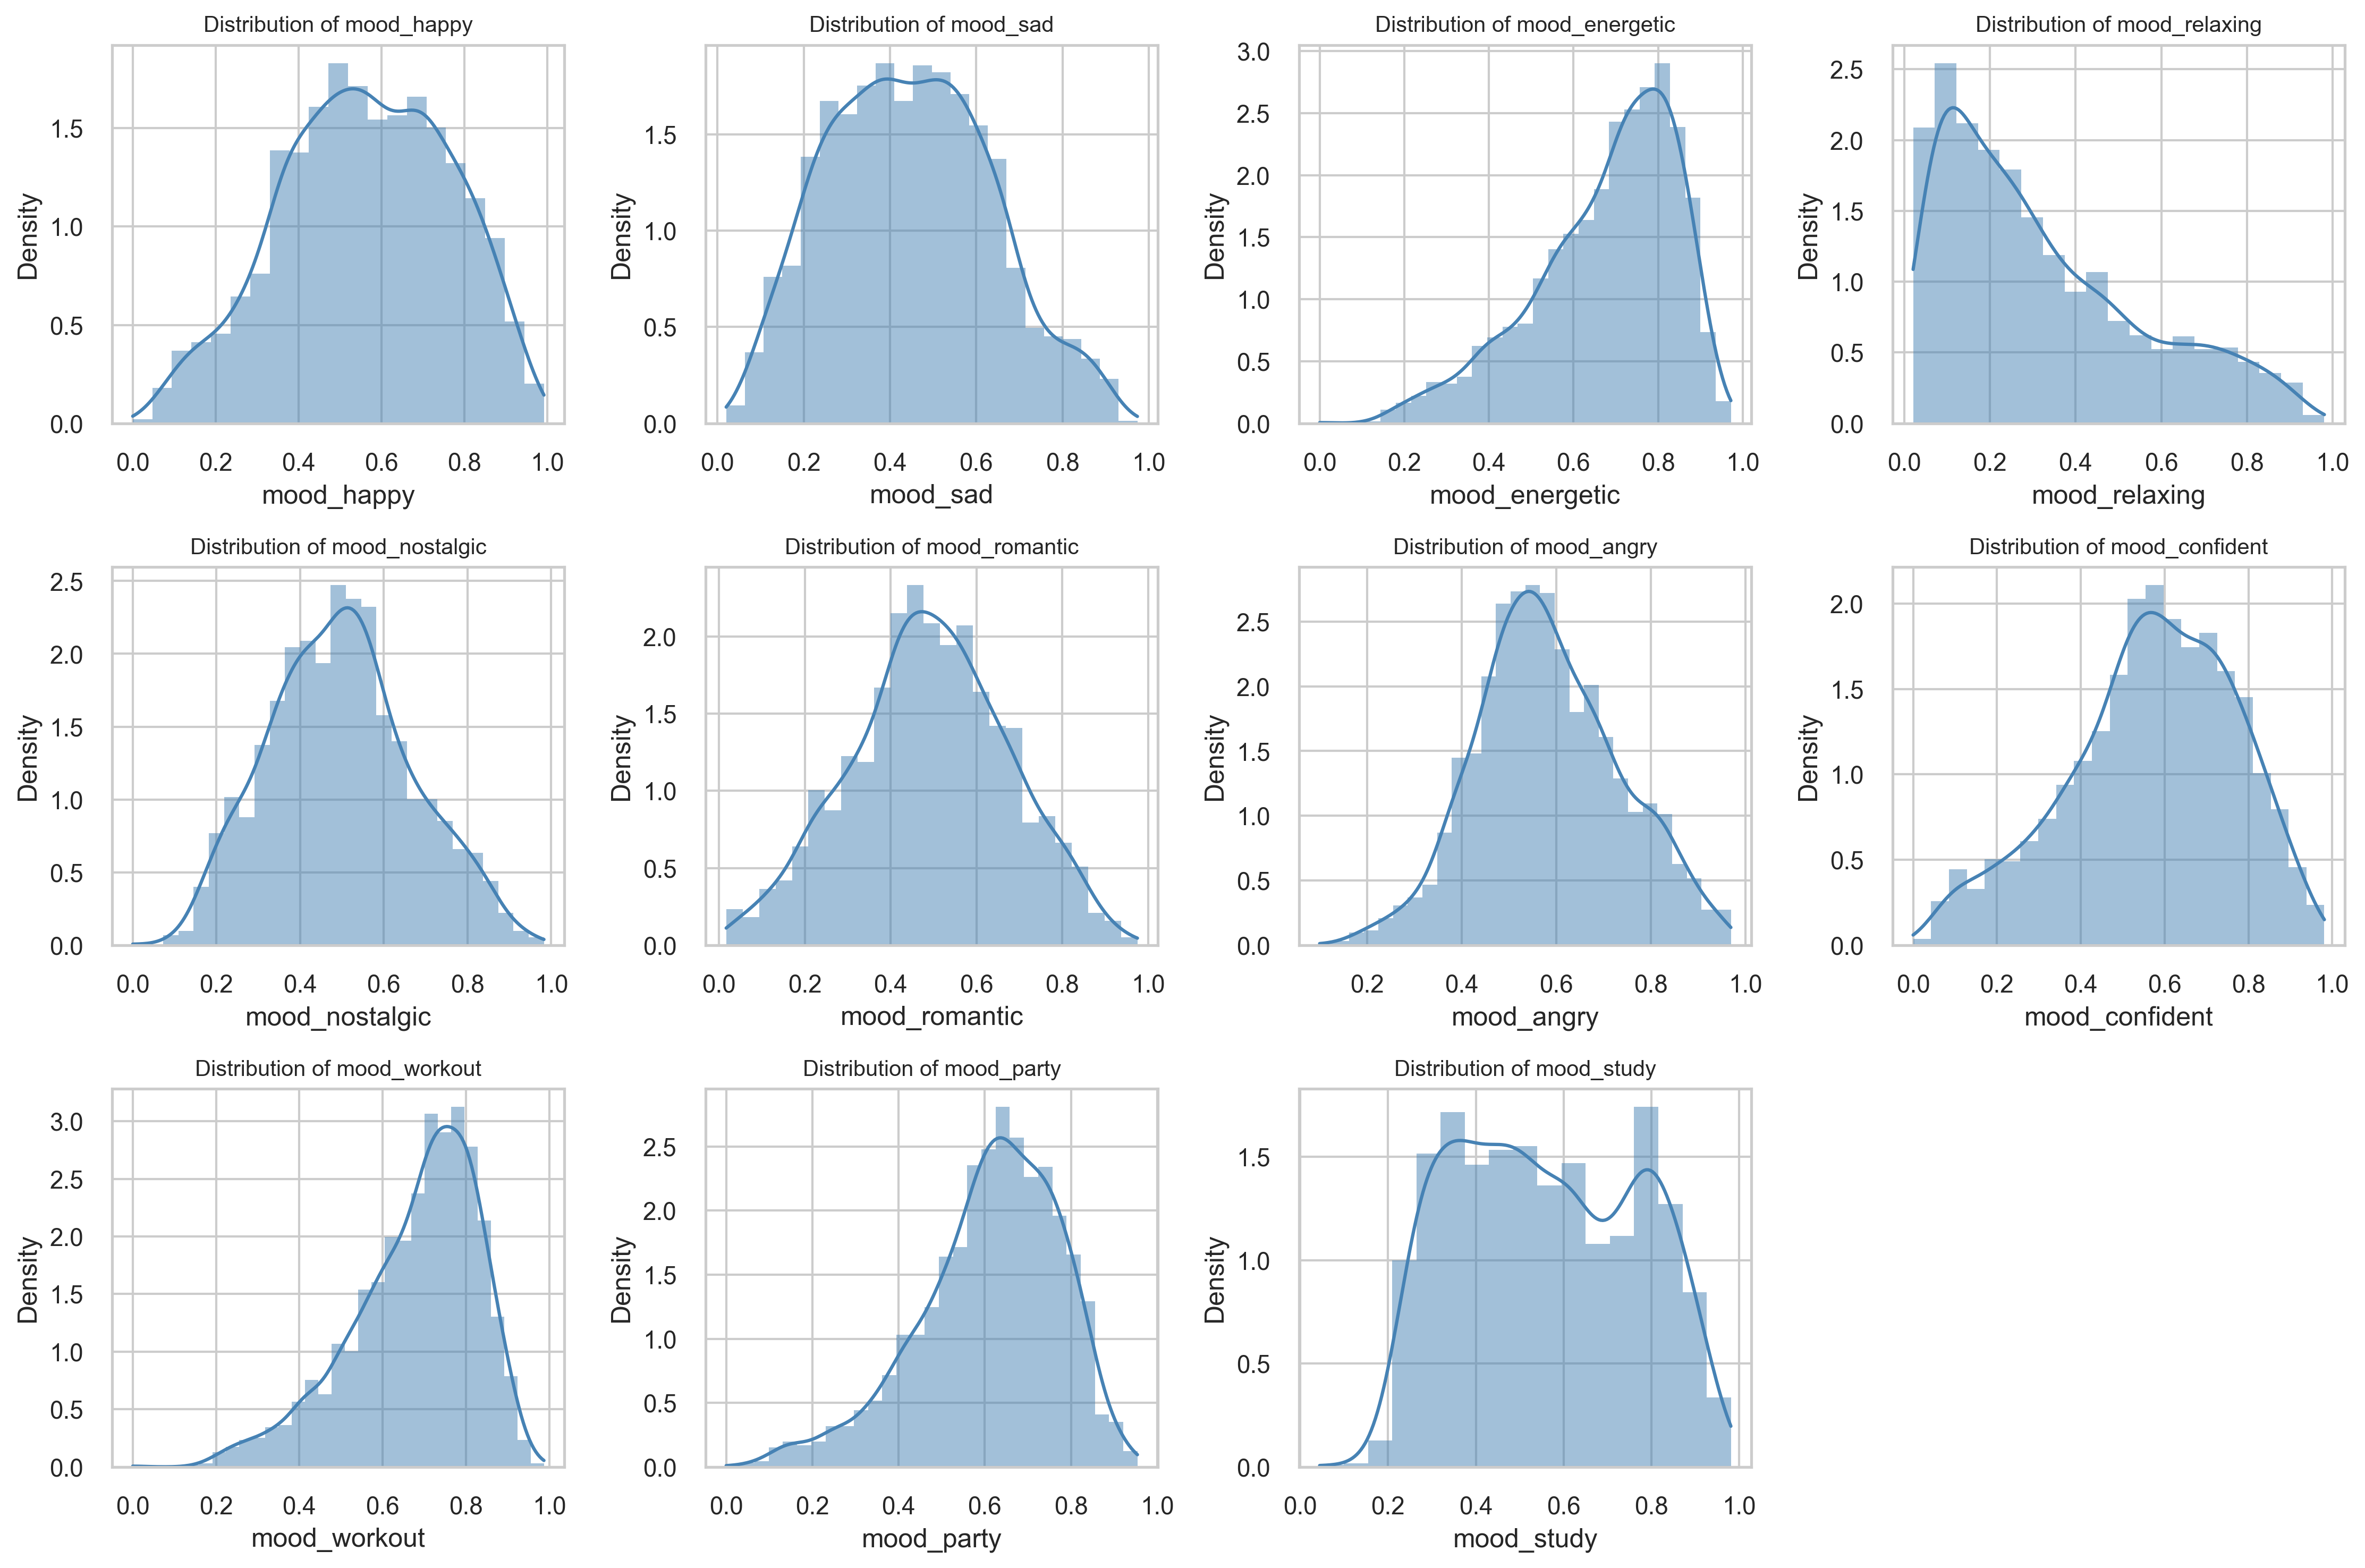 Distribution of mood_happy
Density
0.0
0.5
1.0
1.5
0.0 0.2 0.4 0.6 0.8 1.0
mood_happy
Distribution of mood_sad
Density
0.0
0.5
1.0
1.5
0.0 0.2 0.4 0.6 0.8 1.0
mood_sad
Distribution of mood_energetic
Density
3.0
2.5
2.0
1.5
1.0
0.5
0.0
0.0 0.2 0.4 0.6 0.8 1.0
mood_energetic
Distribution of mood_relaxing
Density
2.5
2.0
1.5
1.0
0.5
0.0
0.0 0.2 0.4 0.6 0.8 1.0
mood_relaxing
Distribution of mood_nostalgic
Density
2.5
2.0
1.5
1.0
0.5
0.0
0.0 0.2 0.4 0.6 0.8 1.0
mood_nostalgic
Distribution of mood_romantic
Density
2.0
1.5
1.0
0.5
0.0
0.0 0.2 0.4 0.6 0.8 1.0
mood_romantic
Distribution of mood_angry
Density
2.5
2.0
1.5
1.0
0.5
0.0
0.2 0.4 0.6 0.8 1.0
mood_angry
Distribution of mood_confident
Density
2.0
1.5
1.0
0.5
0.0
0.0 0.2 0.4 0.6 0.8 1.0
mood_confident
Distribution of mood_workout
Density
3.0
2.5
2.0
1.5
1.0
0.5
0.0
0.0 0.2 0.4 0.6 0.8 1.0
mood_workout
Distribution of mood_party
Density
2.5
2.0
1.5
1.0
0.5
0.0
0.0 0.2 0.4 0.6 0.8 1.0
mood_party
Distribution of mood_study
Density
1.5
1.0
0.5
0.0
0.0 0.2 0.4 0.6 0.8 1.0
mood_study